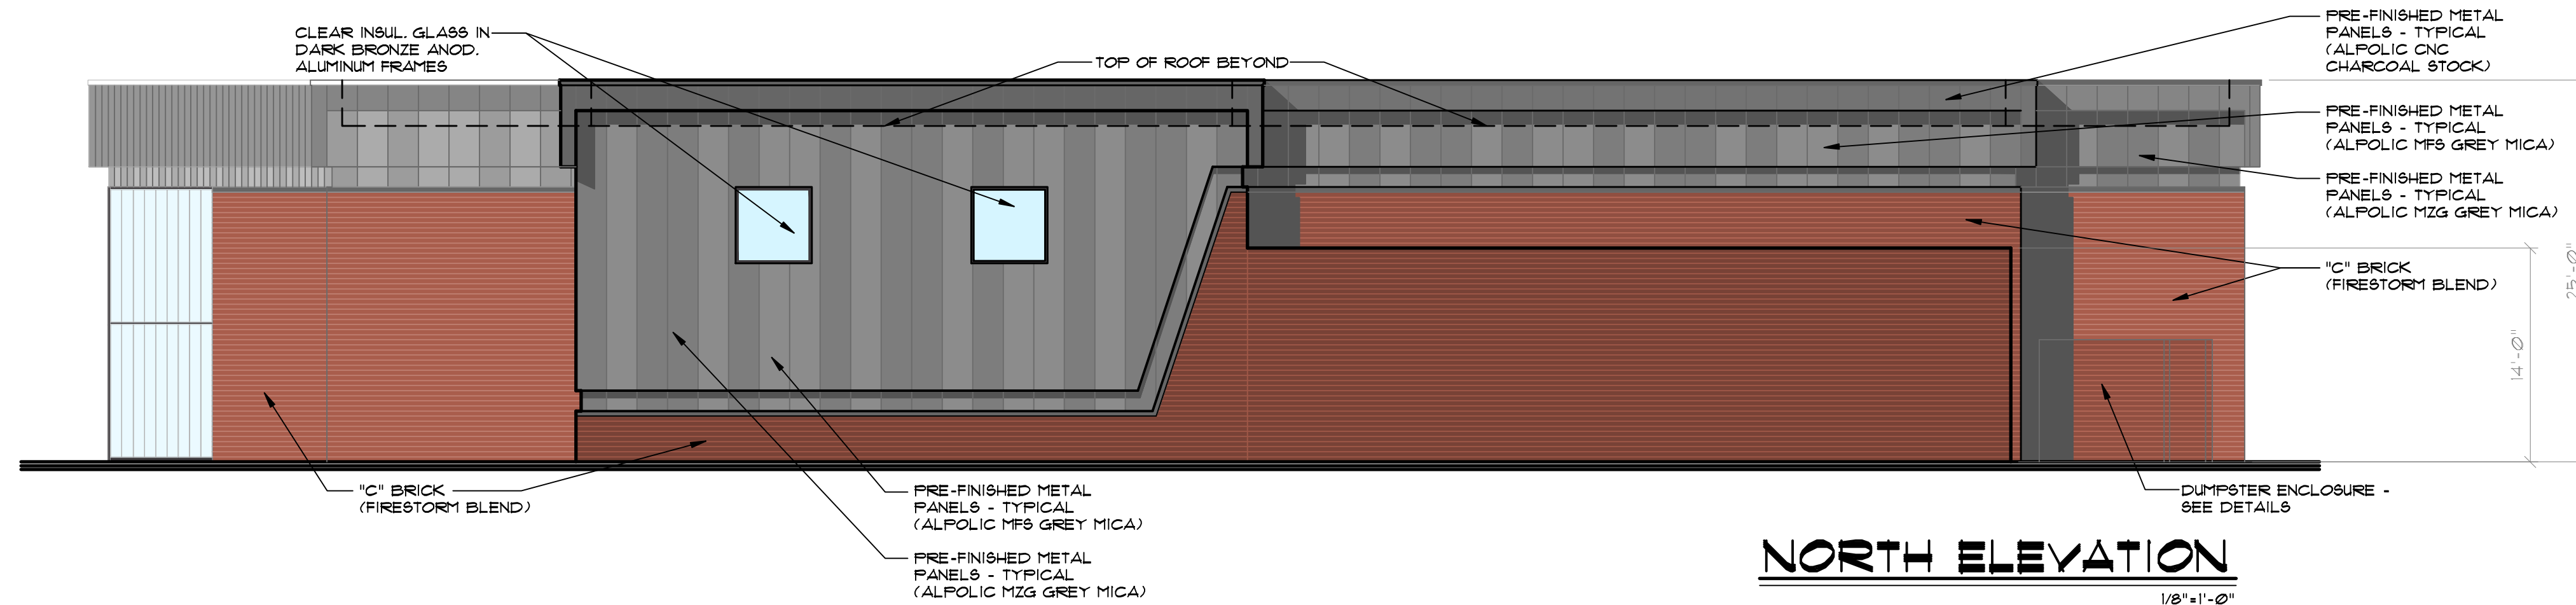 CLEAR INSUL. GLASS IN
DARK BRONZE ANOD.
ALUMINUM FRAMES
TOP OF ROOF BEYOND
PRE-FINISHED METAL
PANELS - TYPICAL
(ALPOLIC CNC
CHARCOAL STOCK)
PRE-FINISHED METAL
PANELS - TYPICAL
(ALPOLIC MFS GREY MICA)
PRE-FINISHED METAL
PANELS - TYPICAL
(ALPOLIC MZG GREY MICA)
"C" BRICK
(FIRESTORM BLEND)
25'-0"
14'-0"
"C" BRICK
(FIRESTORM BLEND)
PRE-FINISHED METAL
PANELS - TYPICAL
(ALPOLIC MFS GREY MICA)
PRE-FINISHED METAL
PANELS - TYPICAL
(ALPOLIC MZG GREY MICA)
DUMPSTER ENCLOSURE -
SEE DETAILS
NORTH ELEVATION
1/8"=1'-0"